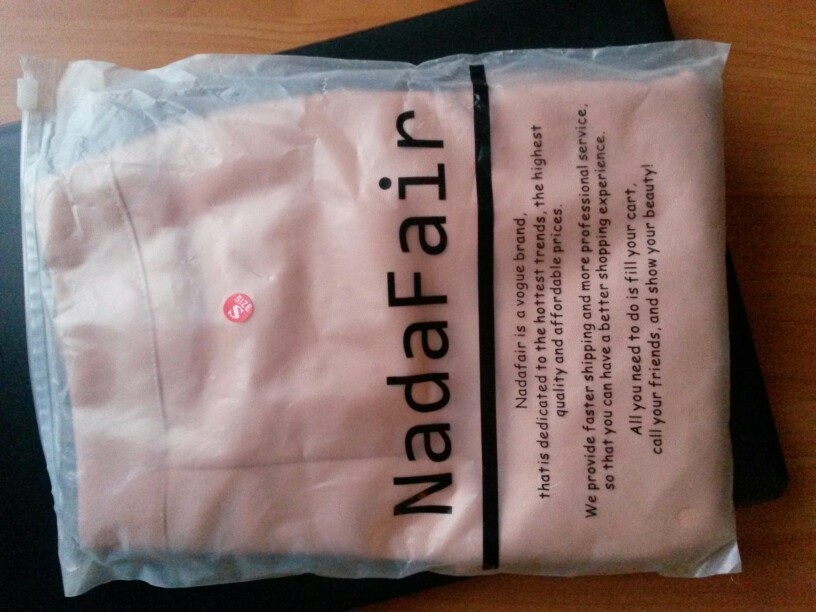 NadaFair
Nadafair is a vogue brand,
that is dedicated to the hottest trends, the highest
quality and affordable prices.
We provide faster shipping and more professional service,
so that you can have a better shopping experience.
All you need to do is fill your cart,
call your friends, and show your beauty!
SIZE
S